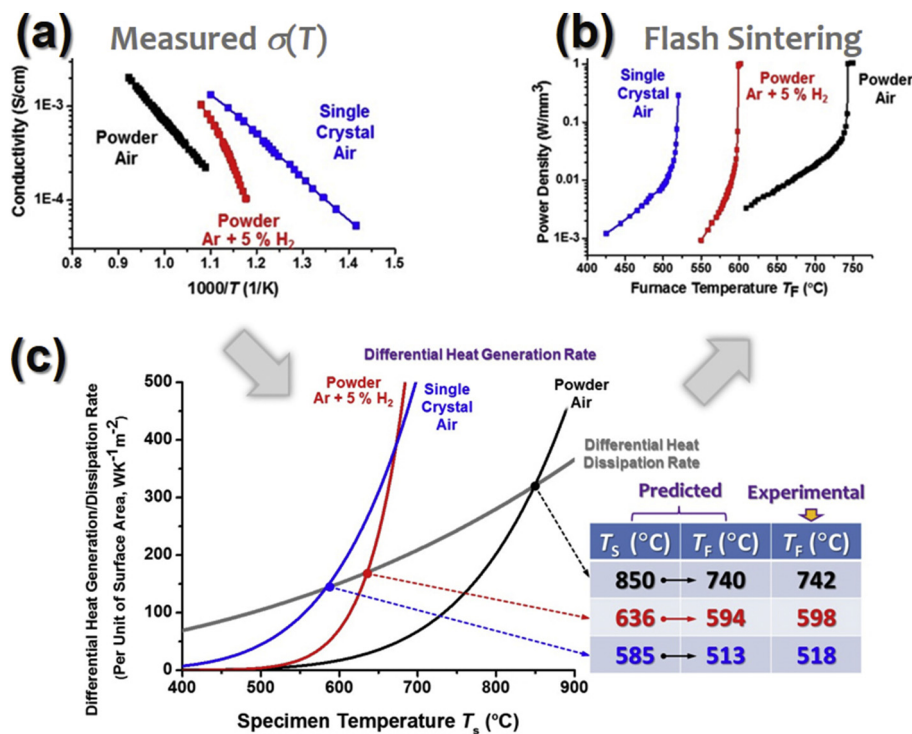 (a) Measured σ(T)
Conductivity (S/cm)
1E-3
1E-4
Powder
Air
Powder
Ar + 5 % H2
Single
Crystal
Air
0.8 0.9 1.0 1.1 1.2 1.3 1.4 1.5
1000/T (1/K)
(b) Flash Sintering
Power Density (W/mm³)
1
0.1
0.01
1E-3
Single
Crystal
Air
Powder
Ar + 5 % H2
Powder
Air
400 450 500 550 600 650 700 750
Furnace Temperature TF (°C)
(c)
Differential Heat Generation Rate
Differential Heat Generation/Dissipation Rate
(Per Unit of Surface Area, WK-1m-2)
500
400
300
200
100
0
Powder
Ar + 5 % H2
Single
Crystal
Air
Powder
Air
Differential Heat
Dissipation Rate
400 500 600 700 800 900
Specimen Temperature Ts (°C)
Predicted Experimental
TS (°C) TF (°C) TF (°C)
850 740 742
636 594 598
585 513 518